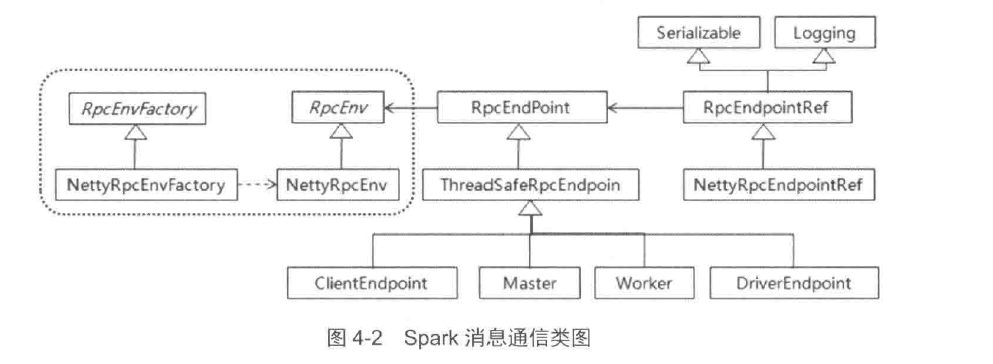 Serializable
Logging
RpcEnvFactory
RpcEnv
RpcEndPoint
RpcEndpointRef
NettyRpcEnvFactory
NettyRpcEnv
ThreadSafeRpcEndpoin
NettyRpcEndpointRef
ClientEndpoint
Master
Worker
DriverEndpoint
图 4-2 Spark 消息通信类图